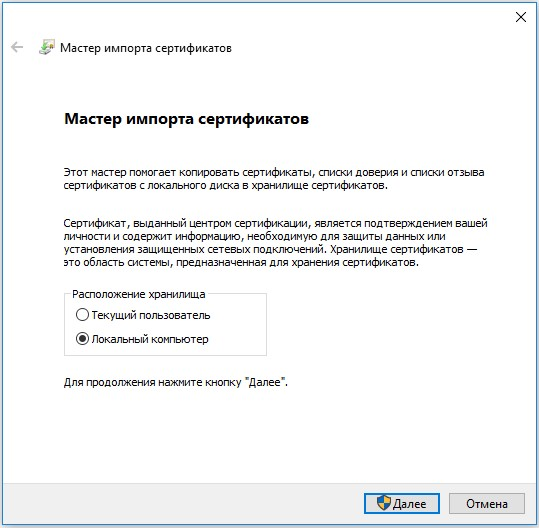 Мастер импорта сертификатов
Мастер импорта сертификатов
Этот мастер помогает копировать сертификаты, списки доверия и списки отзыва
сертификатов с локального диска в хранилище сертификатов.
Сертификат, выданный центром сертификации, является подтверждением вашей
личности и содержит информацию, необходимую для защиты данных или
установления защищенных сетевых подключений. Хранилище сертификатов —
это область системы, предназначенная для хранения сертификатов.
Расположение хранилища
Текущий пользователь
Локальный компьютер
Для продолжения нажмите кнопку "Далее".
Далее
Отмена